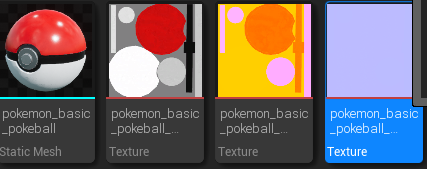 pokemon_basic
_pokeball
Static Mesh
pokemon_basic
_pokeball_...
Texture
pokemon_basic
_pokeball_...
Texture
pokemon_basic
_pokeball_...
Texture